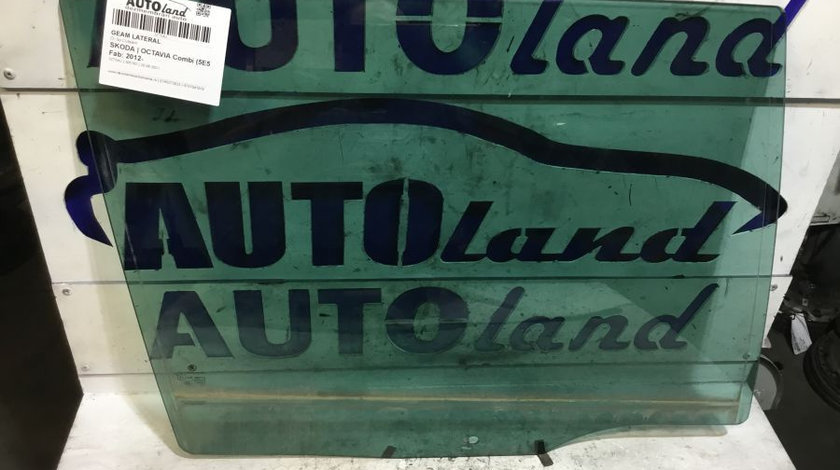 AUTOland
GEAM LATERAL
SKODA | OCTAVIA Combi (5E5
Fab: 2012-
AUTOland
AUTOland
AUTOland